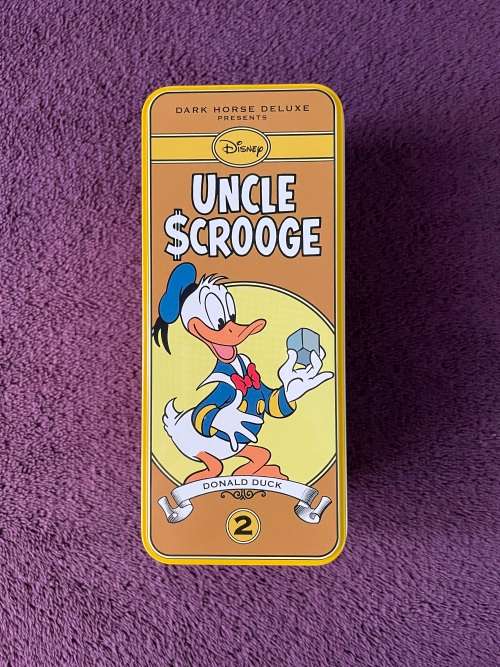 DARK HORSE DELUXE
PRESENTS
Disney
UNCLE
$CROOGE
DONALD DUCK
2